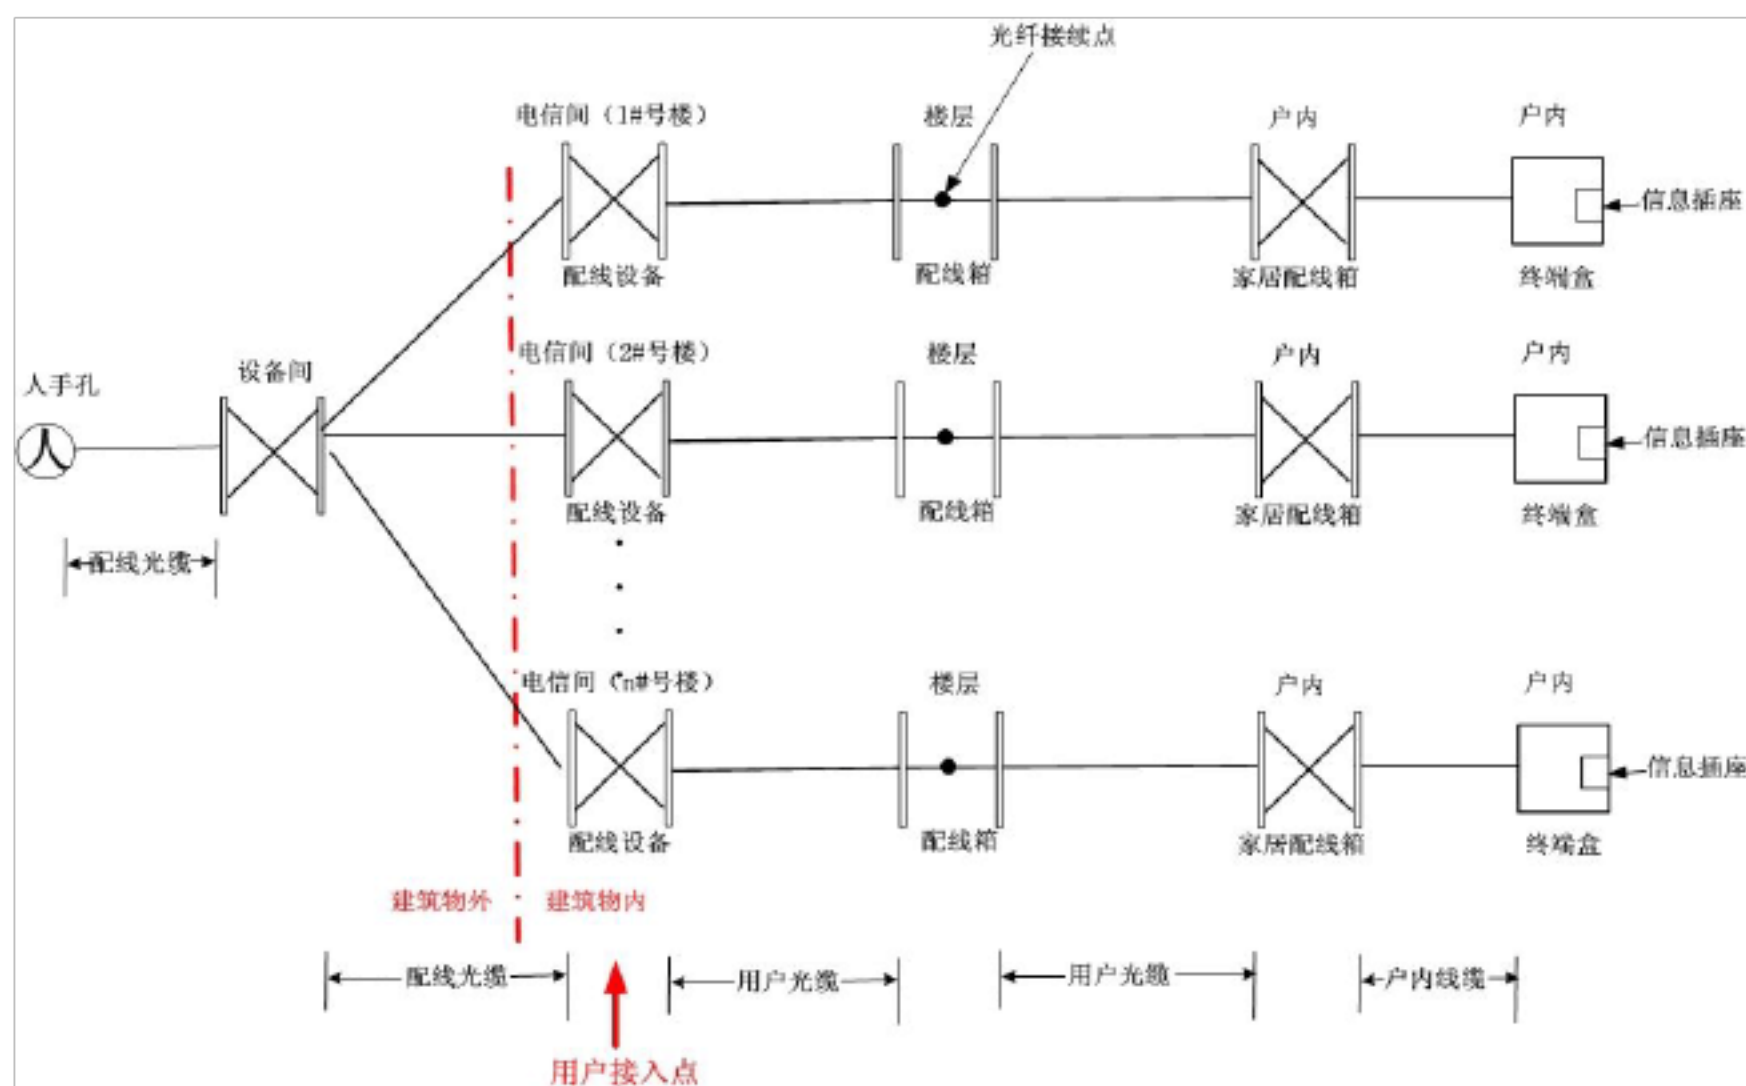 光纤接续点
电信间（1#号楼）
楼层
户内
户内
信息插座
配线设备
配线箱
家居配线箱
终端盒
电信间（2#号楼）
楼层
户内
户内
人手孔
设备间
人
信息插座
配线设备
配线箱
家居配线箱
终端盒
配线光缆
电信间（n#号楼）
楼层
户内
户内
信息插座
配线设备
配线箱
家居配线箱
终端盒
建筑物外
建筑物内
配线光缆
用户光缆
用户光缆
户内线缆
用户接入点